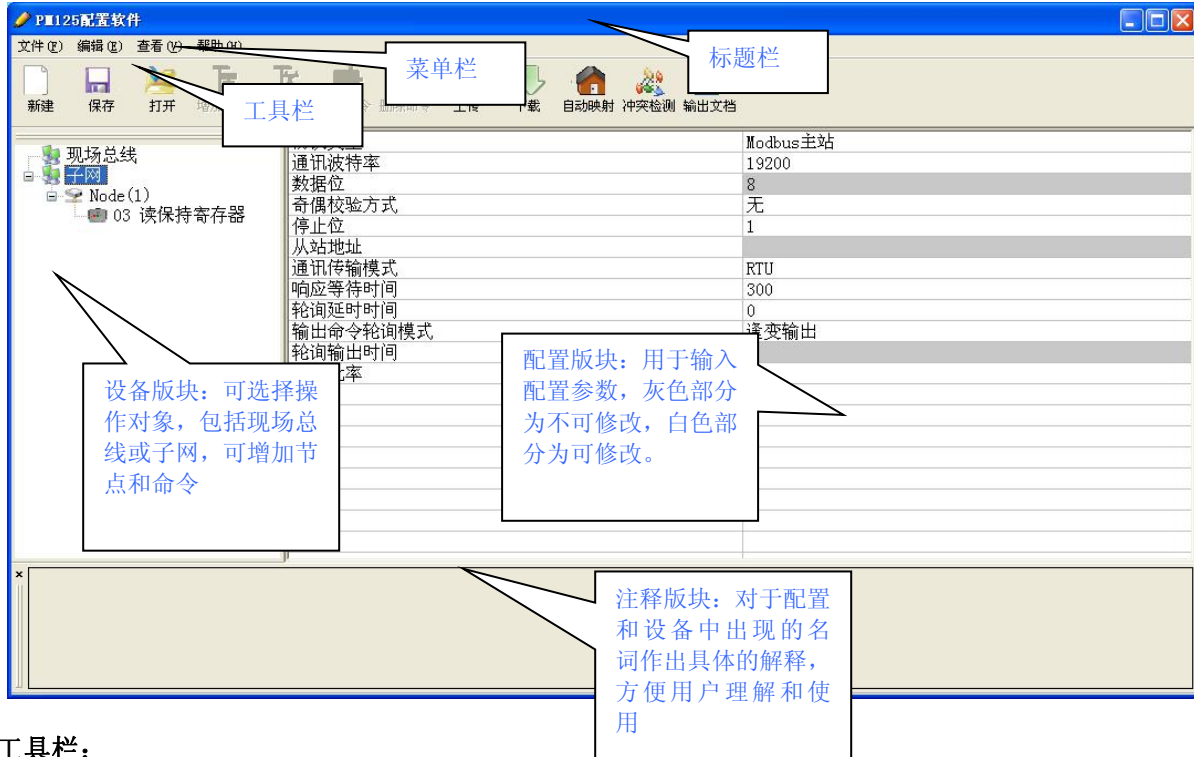 PM125配置软件
文件(F) 编辑(E) 查看(V) 帮助(H)
标题栏
菜单栏
工具栏
新建 保存 打开 删除命令 上传 下载 自动映射 冲突检测 输出文档
现场总线
子网
Node(1)
03 读保持寄存器
Modbus主站
通讯波特率 19200
数据位 8
奇偶校验方式 无
停止位 1
从站地址
通讯传输模式 RTU
响应等待时间 300
轮询延时时间 0
输出命令轮询模式 逢变输出
轮询输出时间
率
设备版块：可选择操
作对象，包括现场总
线或子网，可增加节
点和命令
配置版块：用于输入
配置参数，灰色部分
为不可修改，白色部
分为可修改。
注释版块：对于配置
和设备中出现的名
词作出具体的解释，
方便用户理解和使
用
工具栏：